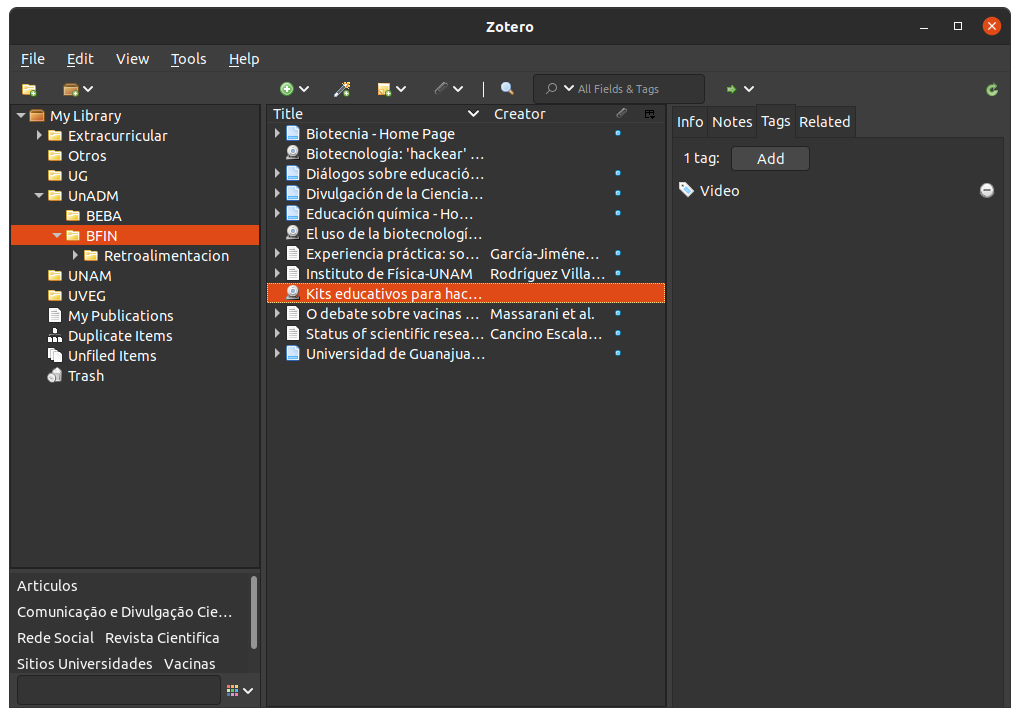 Zotero
File Edit View Tools Help
All Fields & Tags
My Library
Extracurricular
Otros
UG
UnADM
BEBA
BFIN
Retroalimentacion
UNAM
UVEG
My Publications
Duplicate Items
Unfiled Items
Trash
Articulos
Comunicação e Divulgação Cie...
Rede Social Revista Cientifica
Sitios Universidades Vacinas
Title Creator
Biotecnia - Home Page
Biotecnología: 'hackear' ...
Diálogos sobre educació...
Divulgación de la Ciencia...
Educación química - Ho...
El uso de la biotecnologí...
Experiencia práctica: so... García-Jiméne...
Instituto de Física-UNAM Rodríguez Villa...
Kits educativos para hac...
O debate sobre vacinas ... Massarani et al.
Status of scientific resea... Cancino Escala...
Universidad de Guanajua...
Info Notes Tags Related
1 tag: Add
Video